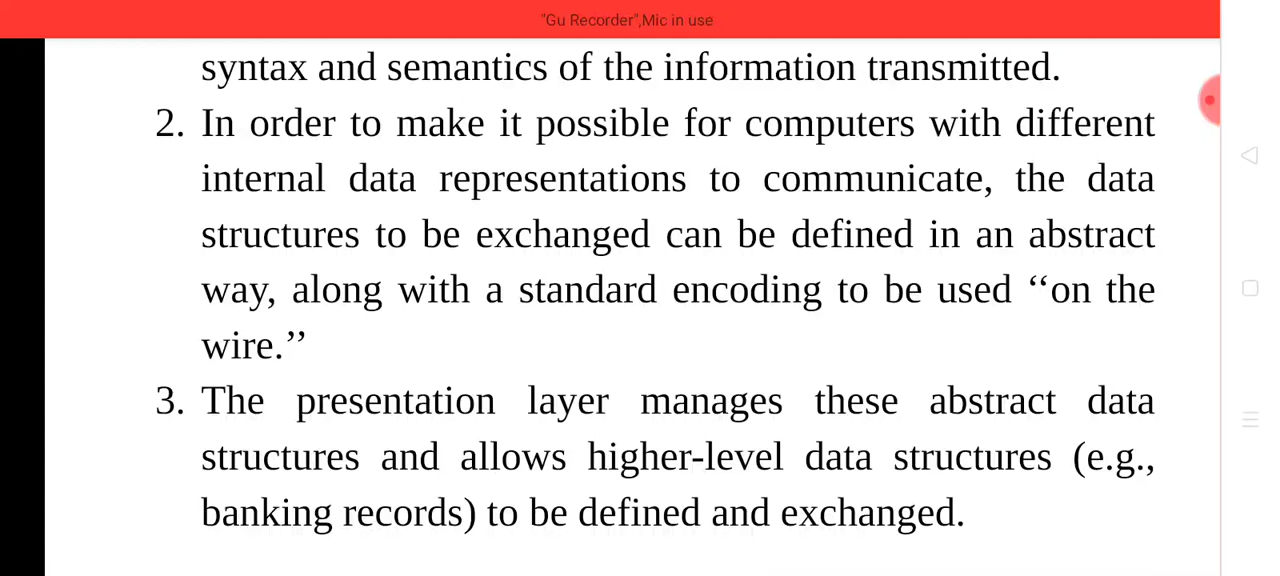 "Gu Recorder",Mic in use
syntax and semantics of the information transmitted.
2. In order to make it possible for computers with different
internal data representations to communicate, the data
structures to be exchanged can be defined in an abstract
way, along with a standard encoding to be used ‘‘on the
wire.’’
3. The presentation layer manages these abstract data
structures and allows higher-level data structures (e.g.,
banking records) to be defined and exchanged.